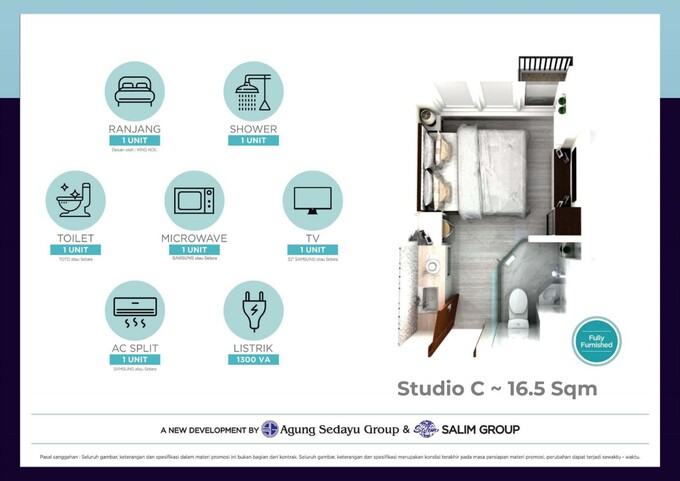 RANJANG
1 UNIT
Desain oleh : KING KOIL
SHOWER
1 UNIT
TOILET
1 UNIT
TOTO atau Setara
MICROWAVE
1 UNIT
SAMSUNG atau Setara
TV
1 UNIT
32" SAMSUNG atau Setara
AC SPLIT
1 UNIT
SAMSUNG atau Setara
LISTRIK
1300 VA
Fully
Furnished
Studio C ~ 16.5 Sqm
A NEW DEVELOPMENT BY Agung Sedayu Group & Salim SALIM GROUP
Pasal sanggahan : Seluruh gambar, keterangan dan spesifikasi dalam materi promosi ini bukan bagian dari kontrak. Seluruh gambar, keterangan dan spesifikasi merupakan kondisi terakhir pada masa persiapan materi promosi, perubahan dapat terjadi sewaktu - waktu.